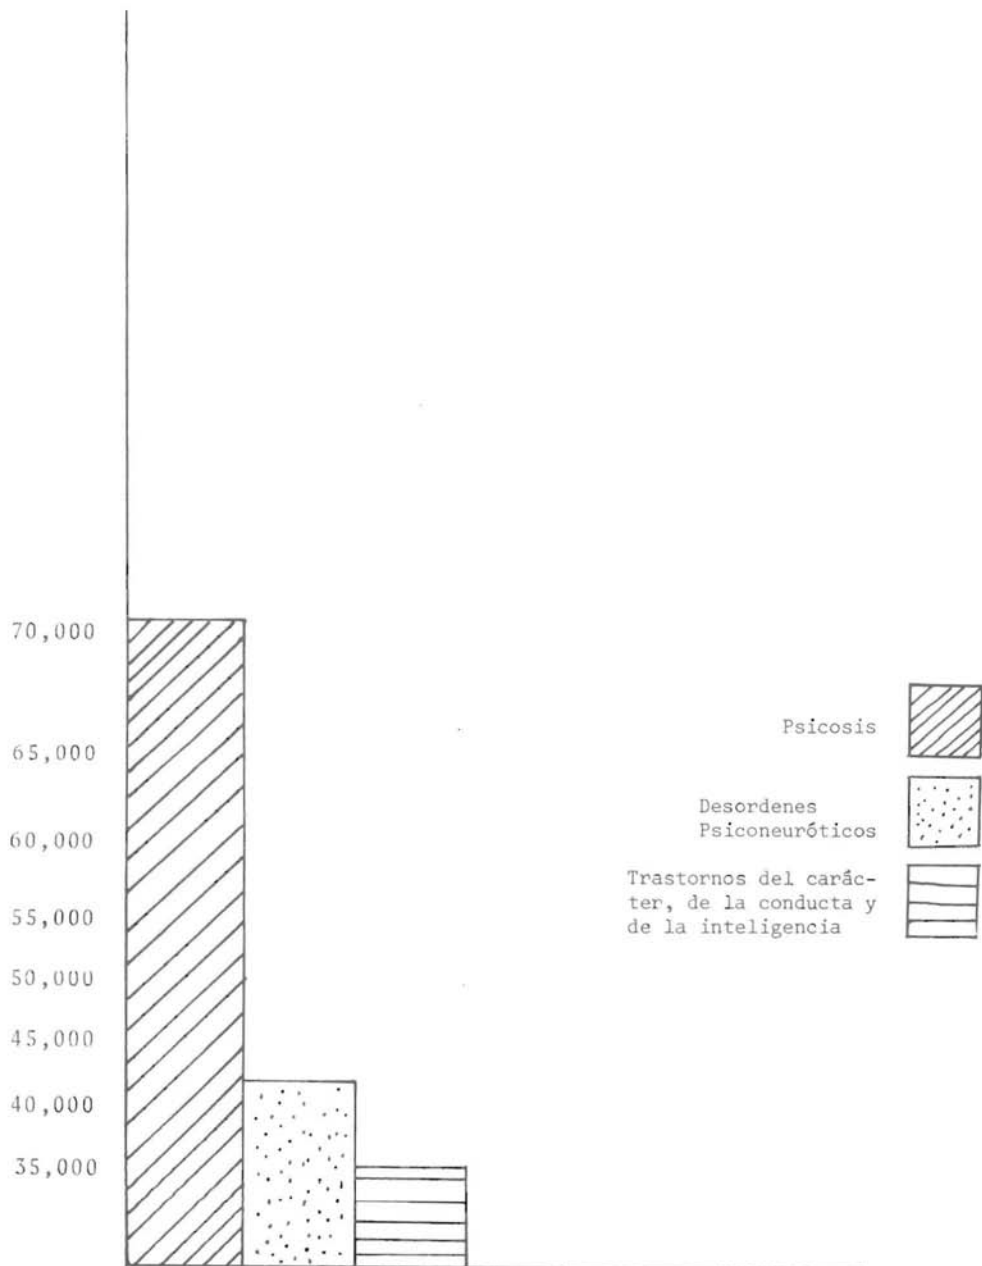 70,000
65,000
60,000
55,000
50,000
45,000
40,000
35,000
Psicosis
Desordenes
Psiconeuróticos
Trastornos del carác-
ter, de la conducta y
de la inteligencia